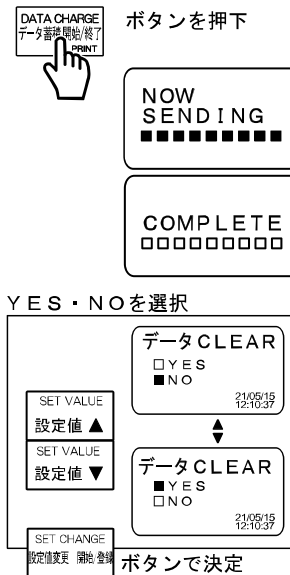 DATA CHARGE
データ蓄積 開始/終了
PRINT
ボタンを押下
NOW
SENDING
■■■■■■■■■
COMPLETE
□□□□□□□□□
YES・NOを選択
データCLEAR
□YES
■NO
21/05/15
12:10:37
SET VALUE
設定値 ▲
SET VALUE
設定値 ▼
データCLEAR
■YES
□NO
21/05/15
12:10:37
SET CHANGE
設定値変更 開始/登録
ボタンで決定